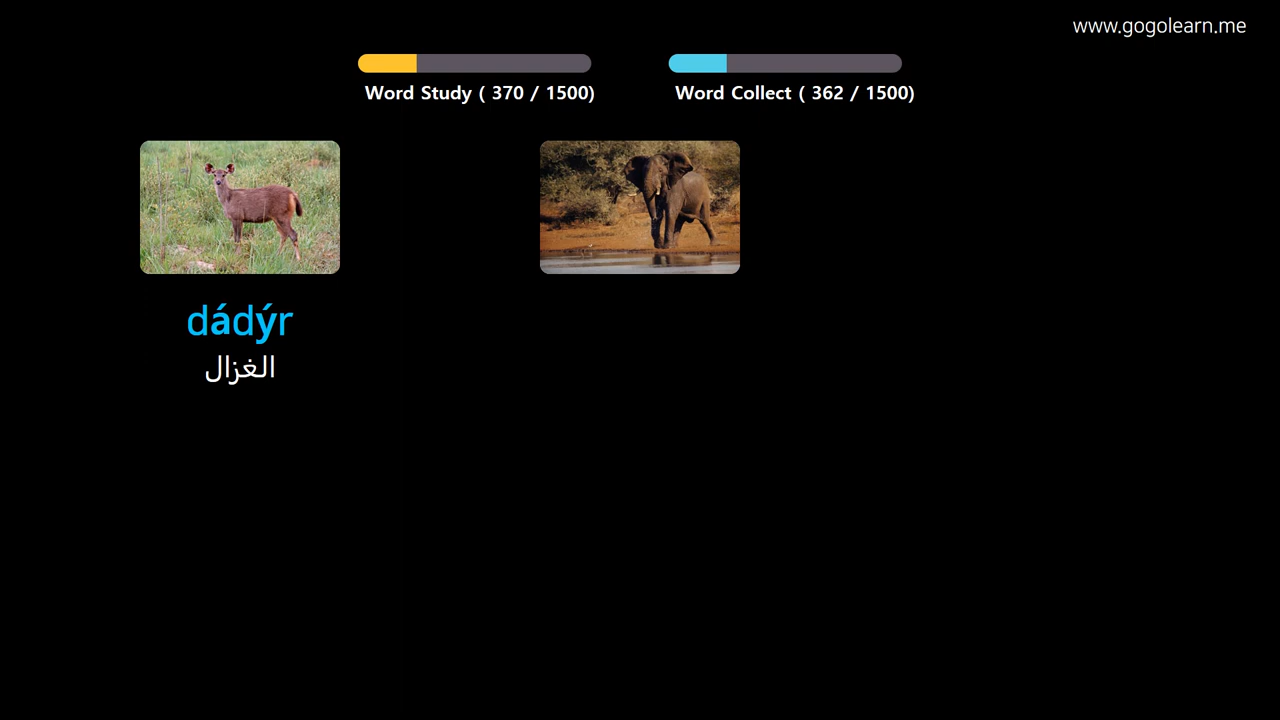 www.gogolearn.me
Word Study ( 370 / 1500)
Word Collect ( 362 / 1500)
dádýr
الغزال